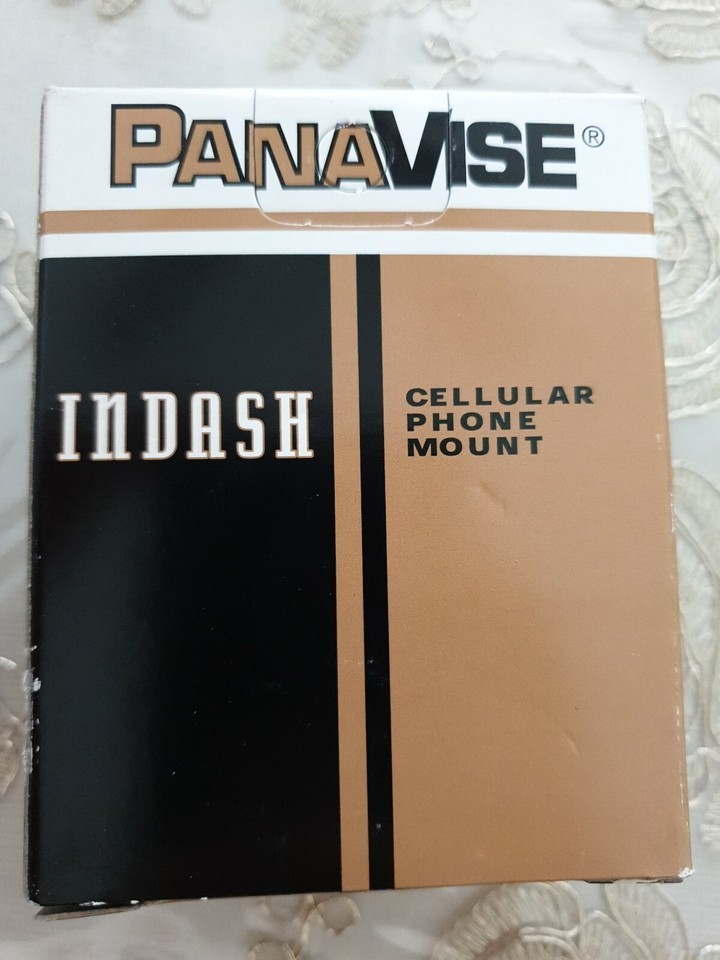 PANAVISE®
INDASH
CELLULAR
PHONE
MOUNT